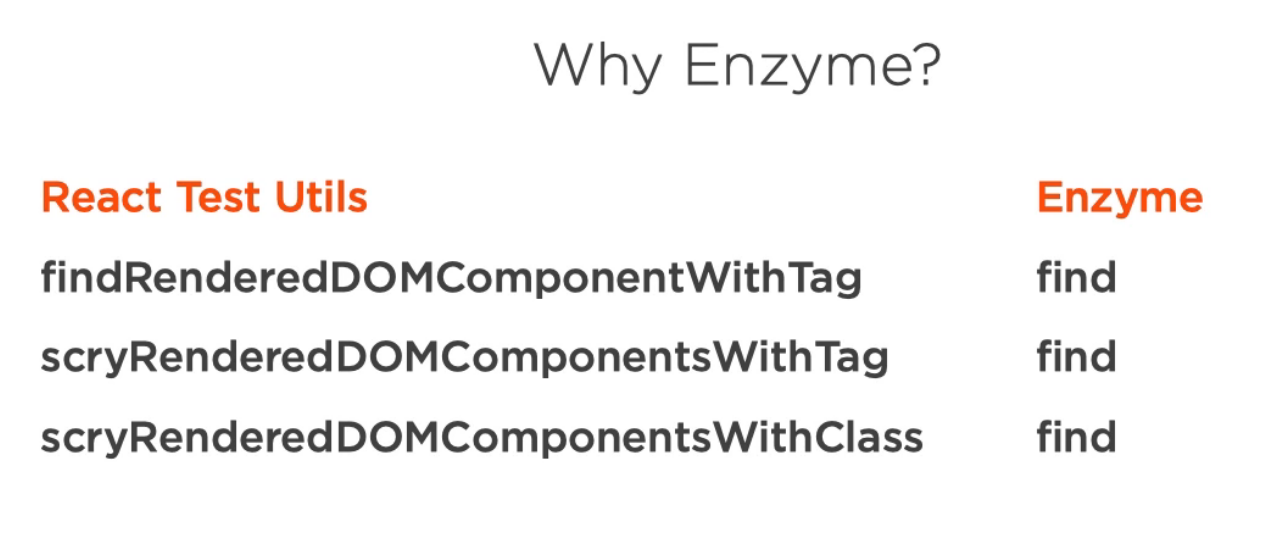 Why Enzyme?
React Test Utils Enzyme
findRenderedDOMComponentWithTag find
scryRenderedDOMComponentsWithTag find
scryRenderedDOMComponentsWithClass find